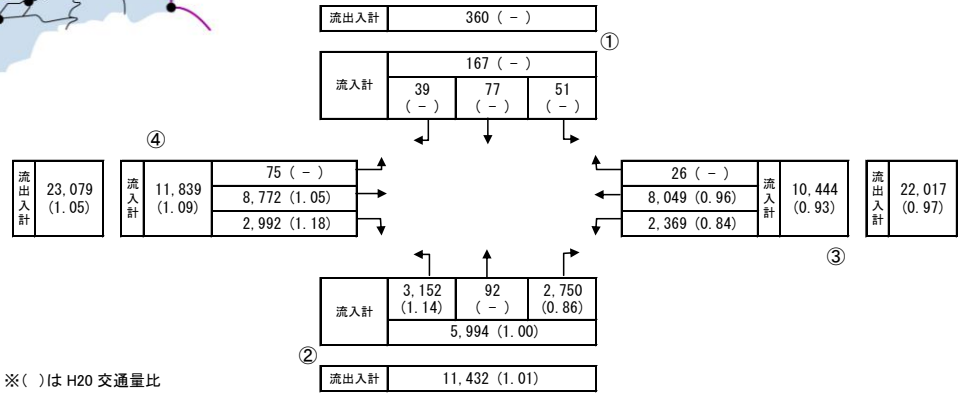 流出入計 360 ( - )
①
流入計 167 ( - )
39 77 51
( - ) ( - ) ( - )
④
流出入計 23,079 (1.05)
流入計 11,839 (1.09)
75 ( - )
8,772 (1.05)
2,992 (1.18)
26 ( - )
8,049 (0.96)
2,369 (0.84)
流入計 10,444 (0.93)
流出入計 22,017 (0.97)
③
流入計
3,152 92 2,750
(1.14) ( - ) (0.86)
5,994 (1.00)
②
流出入計 11,432 (1.01)
※( )は H20 交通量比